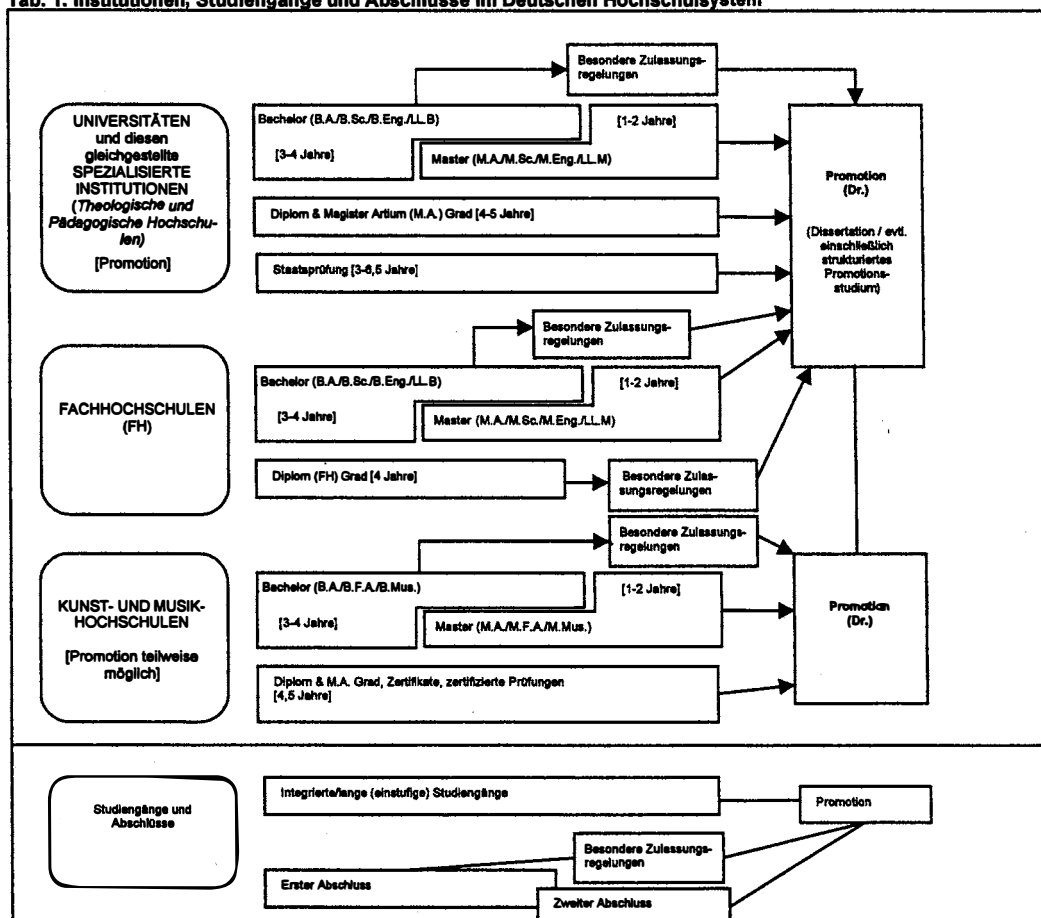 Tab. 1: Institutionen, Studiengänge und Abschlüsse im Deutschen Hochschulsystem
Besondere Zulassungs-
regelungen
UNIVERSITÄTEN
und diesen
gleichgestellte
SPEZIALISIERTE
INSTITUTIONEN
(Theologische und
Pädagogische Hochschu-
len)
[Promotion]
Bachelor (B.A./B.Sc./B.Eng./LL.B)
[3-4 Jahre]
[1-2 Jahre]
Master (M.A./M.Sc./M.Eng./LL.M)
Diplom & Magister Artium (M.A.) Grad [4-5 Jahre]
Staatsprüfung [3-6,5 Jahre]
Promotion
(Dr.)
(Dissertation / evtl.
einschließlich
strukturiertes
Promotions-
studium)
Besondere Zulassungs-
regelungen
FACHHOCHSCHULEN
(FH)
Bachelor (B.A./B.Sc./B.Eng./LL.B)
[3-4 Jahre]
[1-2 Jahre]
Master (M.A./M.Sc./M.Eng./LL.M)
Diplom (FH) Grad [4 Jahre]
Besondere Zulas-
sungsregelungen
Besondere Zulassungs-
regelungen
KUNST- UND MUSIK-
HOCHSCHULEN
[Promotion teilweise
möglich]
Bachelor (B.A./B.F.A./B.Mus.)
[3-4 Jahre]
[1-2 Jahre]
Master (M.A./M.F.A./M.Mus.)
Diplom & M.A. Grad, Zertifikate, zertifizierte Prüfungen
[4,5 Jahre]
Promotion
(Dr.)
Studiengänge und
Abschlüsse
Integrierte/lange (einstufige) Studiengänge
Promotion
Besondere Zulassungs-
regelungen
Erster Abschluss
Zweiter Abschluss